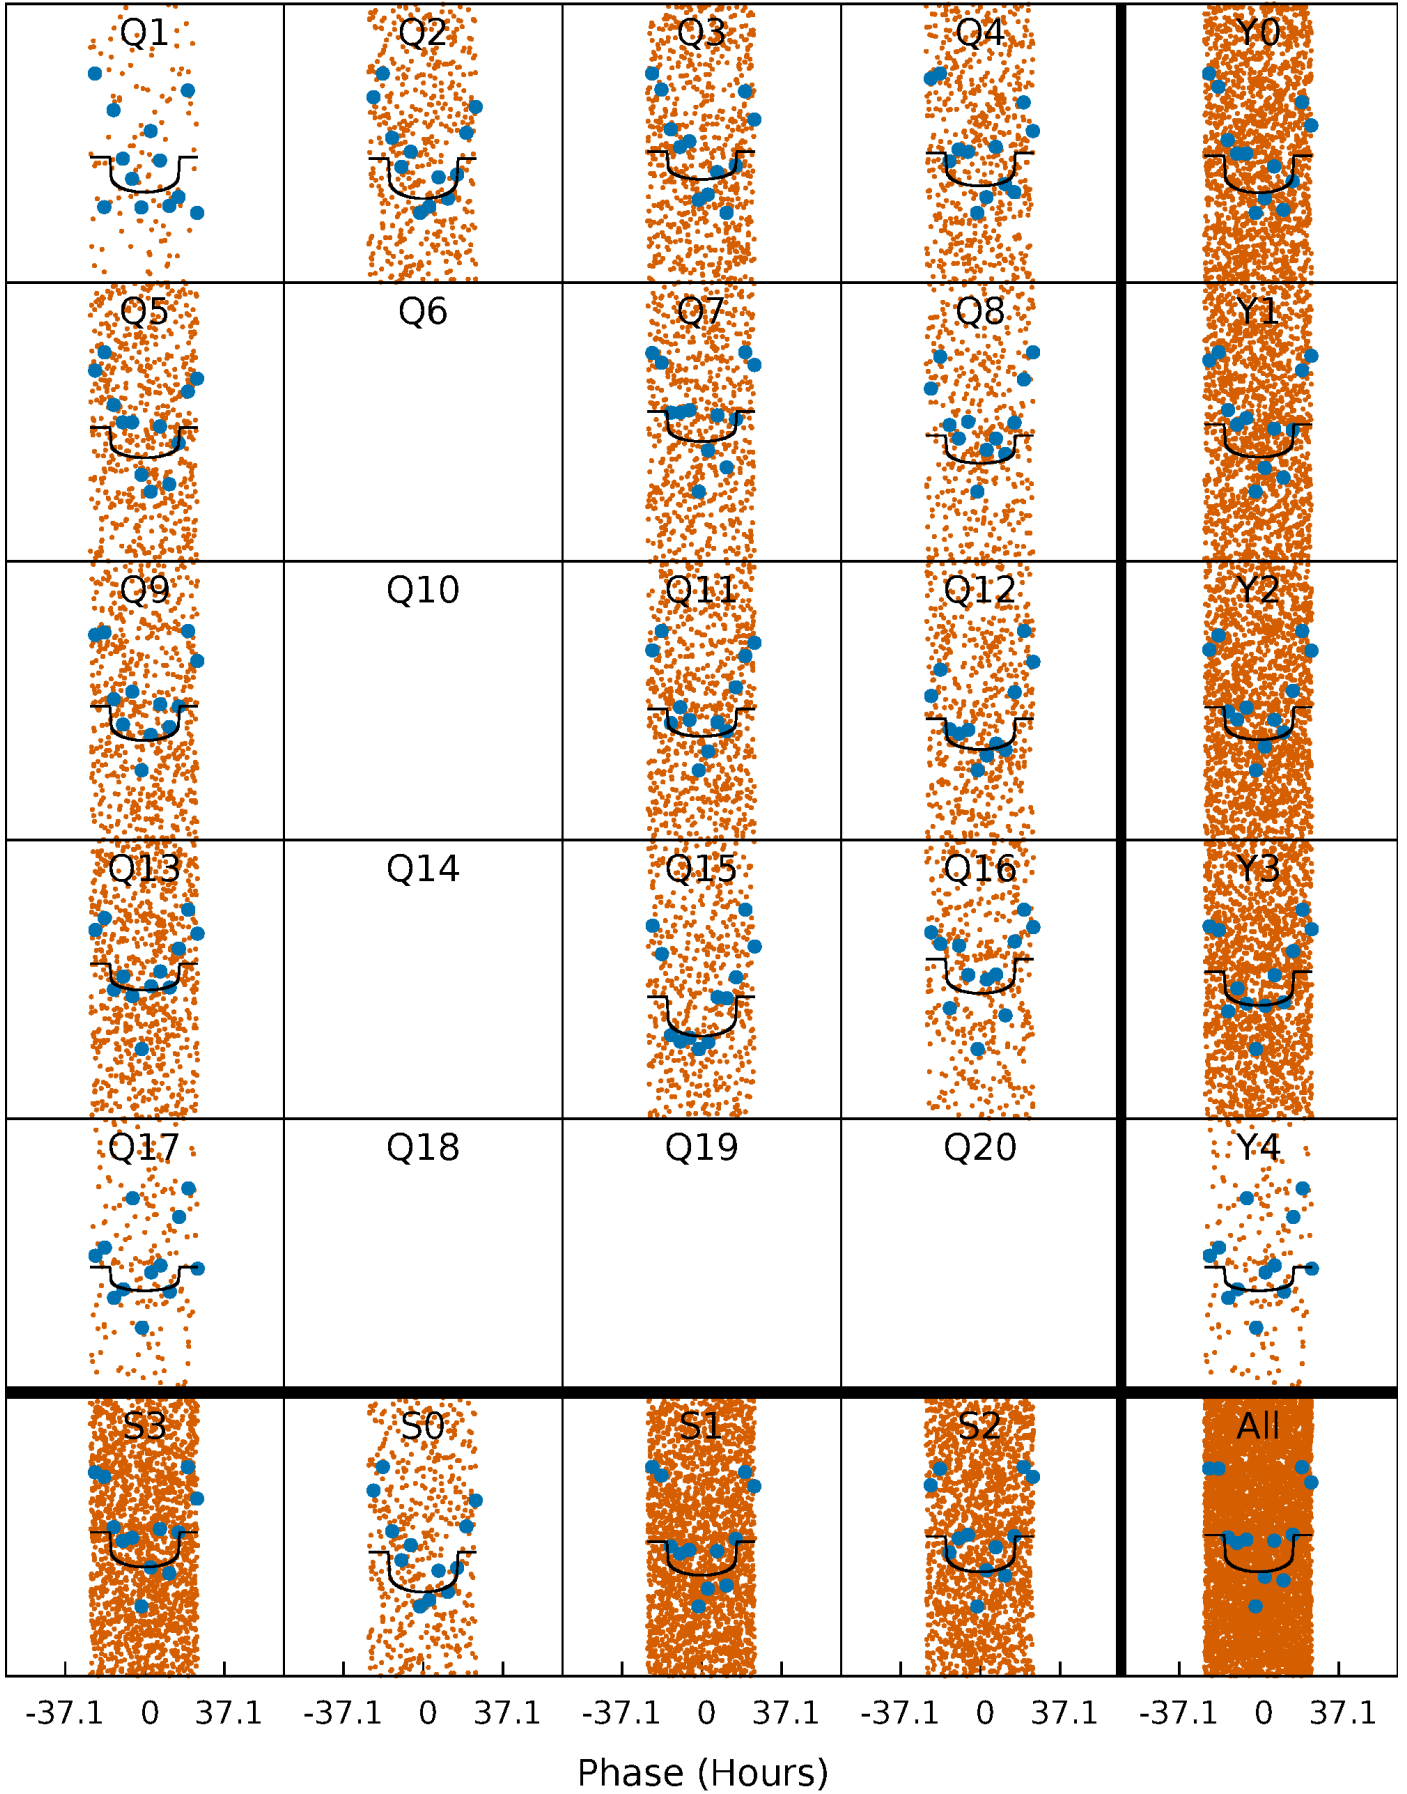 Q1 Q2 Q3 Q4 Y0
Q5 Q6 Q7 Q8 Y1
Q9 Q10 Q11 Q12 Y2
Q13 Q14 Q15 Q16 Y3
Q17 Q18 Q19 Q20 Y4
S3 S0 S1 S2 All
-37.1 0 37.1 -37.1 0 37.1 -37.1 0 37.1 -37.1 0 37.1 -37.1 0 37.1
Phase (Hours)